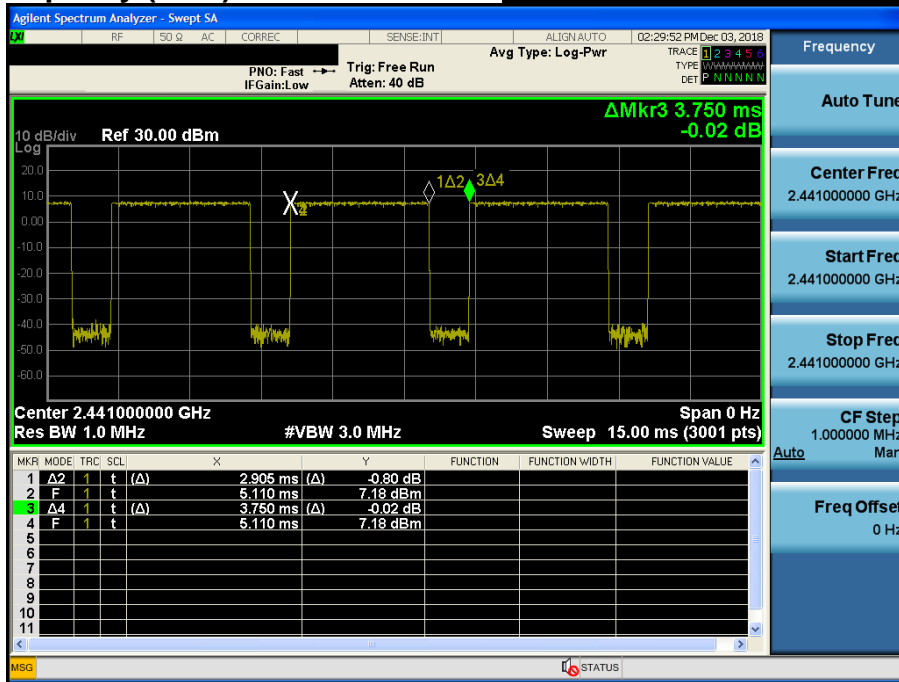 Agilent Spectrum Analyzer - Swept SA
LXI RF 50 Ω AC CORREC SENSE:INT ALIGN AUTO 02:29:52 PM Dec 03, 2018
Avg Type: Log-Pwr TRACE 1 2 3 4 5 6
PNO: Fast Trig: Free Run TYPE WWWWWW
IFGain:Low Atten: 40 dB DET P N N N N N
ΔMkr3 3.750 ms
10 dB/div Ref 30.00 dBm -0.02 dB
Log
20.0
1Δ2 3Δ4
10.0
0.00
-10.0
-20.0
-30.0
-40.0
-50.0
-60.0
Center 2.441000000 GHz Span 0 Hz
Res BW 1.0 MHz #VBW 3.0 MHz Sweep 15.00 ms (3001 pts)
MKR MODE TRC SCL X Y FUNCTION FUNCTION WIDTH FUNCTION VALUE
1 Δ2 1 t (Δ) 2.905 ms (Δ) -0.80 dB
2 F 1 t 5.110 ms 7.18 dBm
3 Δ4 1 t (Δ) 3.750 ms (Δ) -0.02 dB
4 F 1 t 5.110 ms 7.18 dBm
5
6
7
8
9
10
11
MSG STATUS
Frequency
Auto Tune
Center Freq
2.441000000 GHz
Start Freq
2.441000000 GHz
Stop Freq
2.441000000 GHz
CF Step
1.000000 MHz
Auto Man
Freq Offset
0 Hz